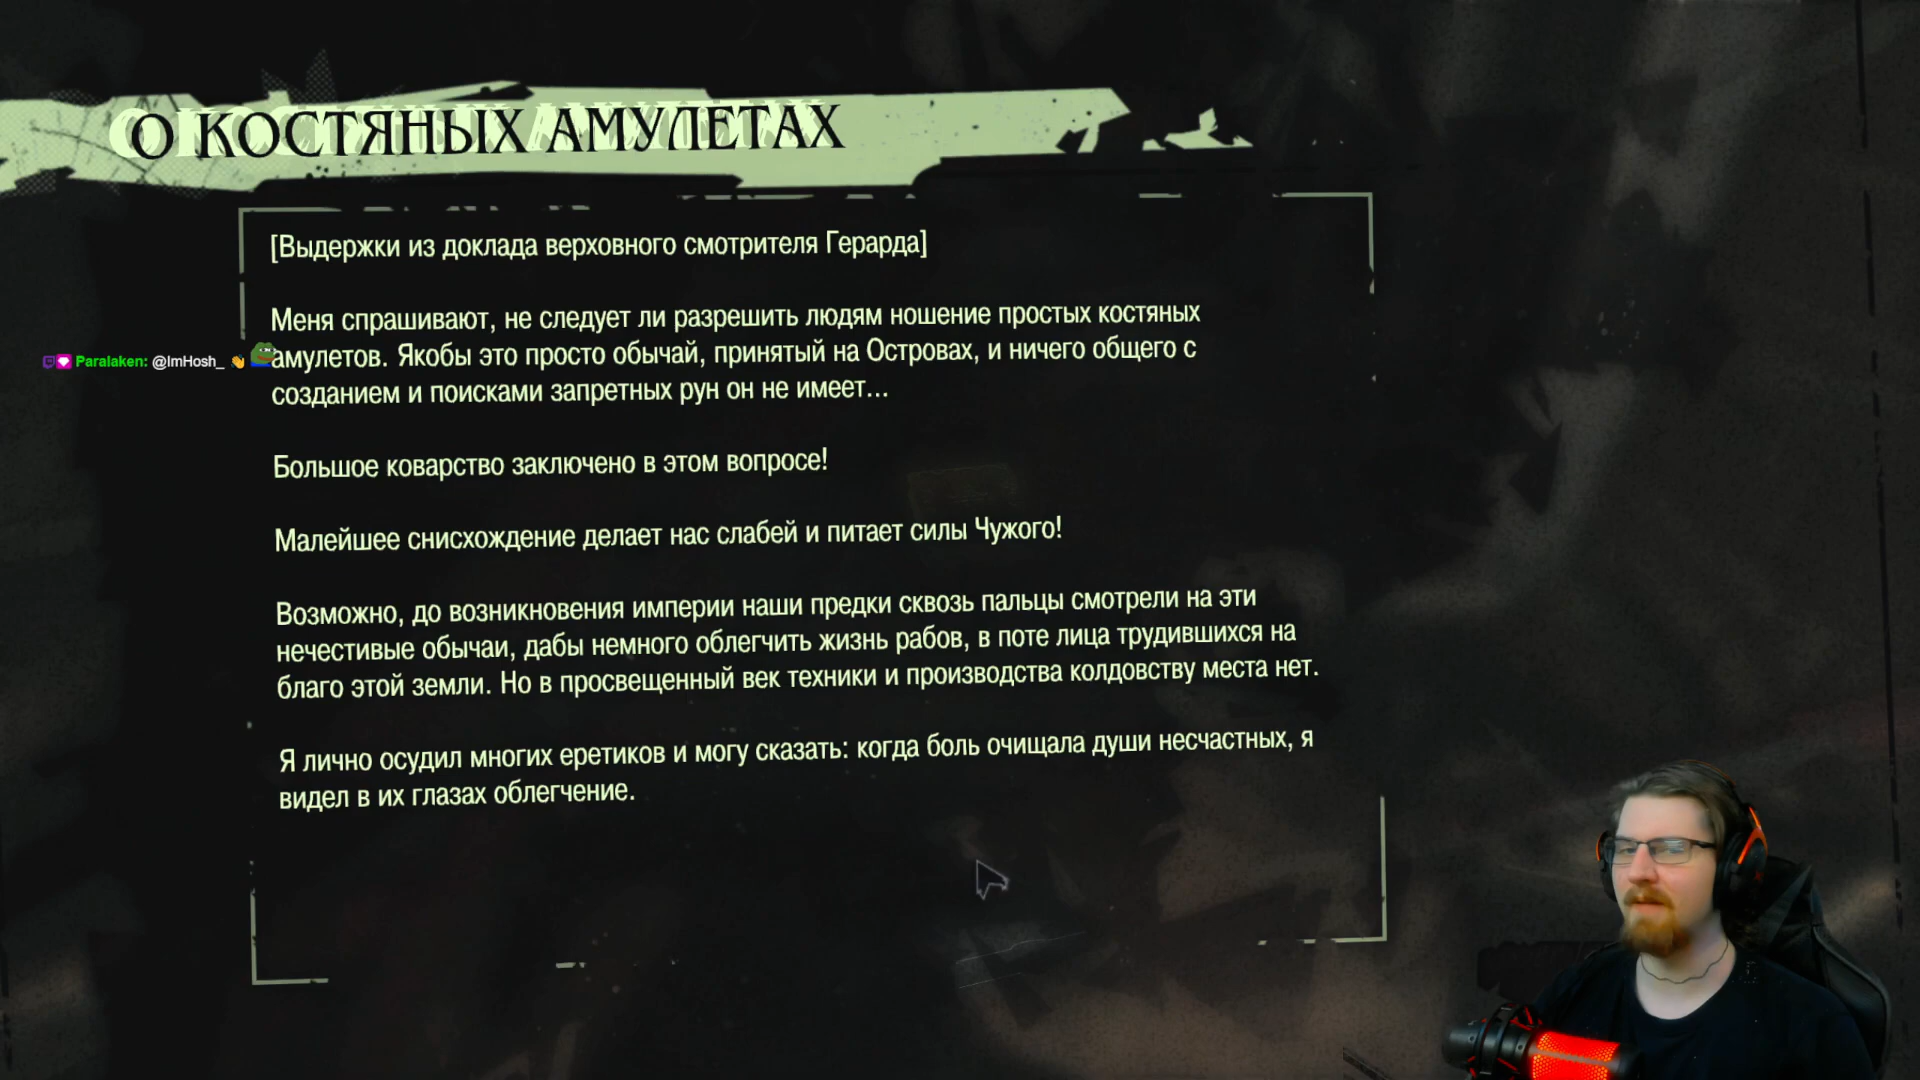 О КОСТЯНЫХ АМУЛЕТАХ
[Выдержки из доклада верховного смотрителя Герарда]
Меня спрашивают, не следует ли разрешить людям ношение простых костяных
амулетов. Якобы это просто обычай, принятый на Островах, и ничего общего с
созданием и поисками запретных рун он не имеет...
Paralaken: @ImHosh_
Большое коварство заключено в этом вопросе!
Малейшее снисхождение делает нас слабей и питает силы Чужого!
Возможно, до возникновения империи наши предки сквозь пальцы смотрели на эти
нечестивые обычаи, дабы немного облегчить жизнь рабов, в поте лица трудившихся на
благо этой земли. Но в просвещенный век техники и производства колдовству места нет.
Я лично осудил многих еретиков и могу сказать: когда боль очищала души несчастных, я
видел в их глазах облегчение.